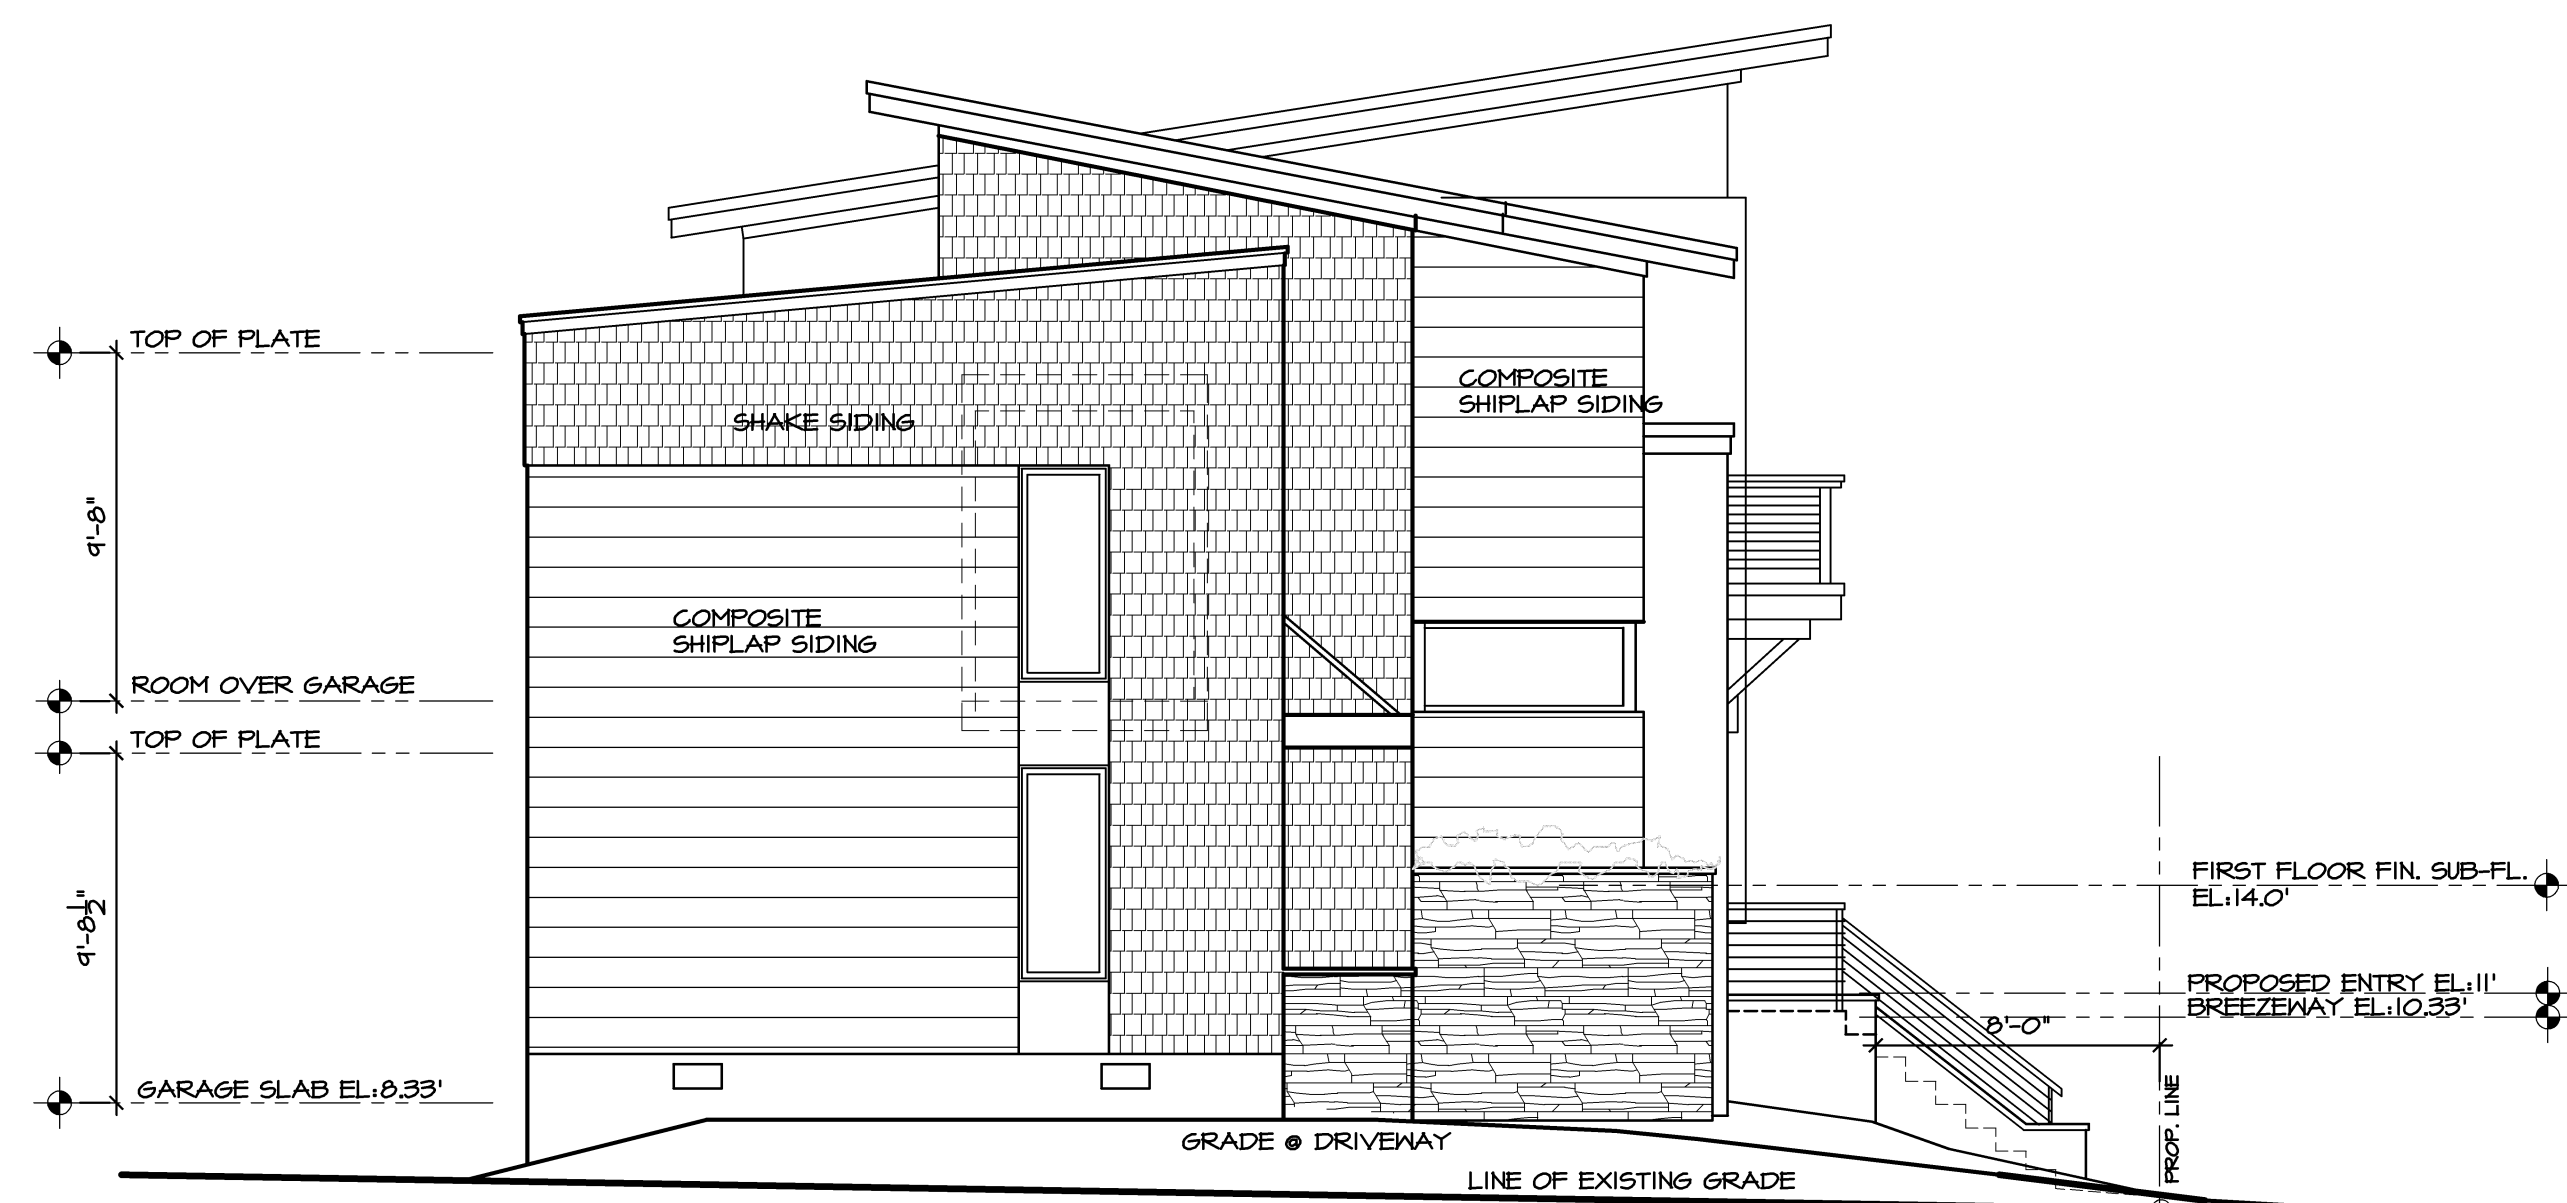 TOP OF PLATE
SHAKE SIDING
COMPOSITE
SHIPLAP SIDING
9'-8"
COMPOSITE
SHIPLAP SIDING
ROOM OVER GARAGE
TOP OF PLATE
9'-8 1/2"
FIRST FLOOR FIN. SUB-FL.
EL:14.0'
PROPOSED ENTRY EL:11'
BREEZEWAY EL:10.33'
8'-0"
GARAGE SLAB EL:8.33'
PROP. LINE
GRADE @ DRIVEWAY
LINE OF EXISTING GRADE